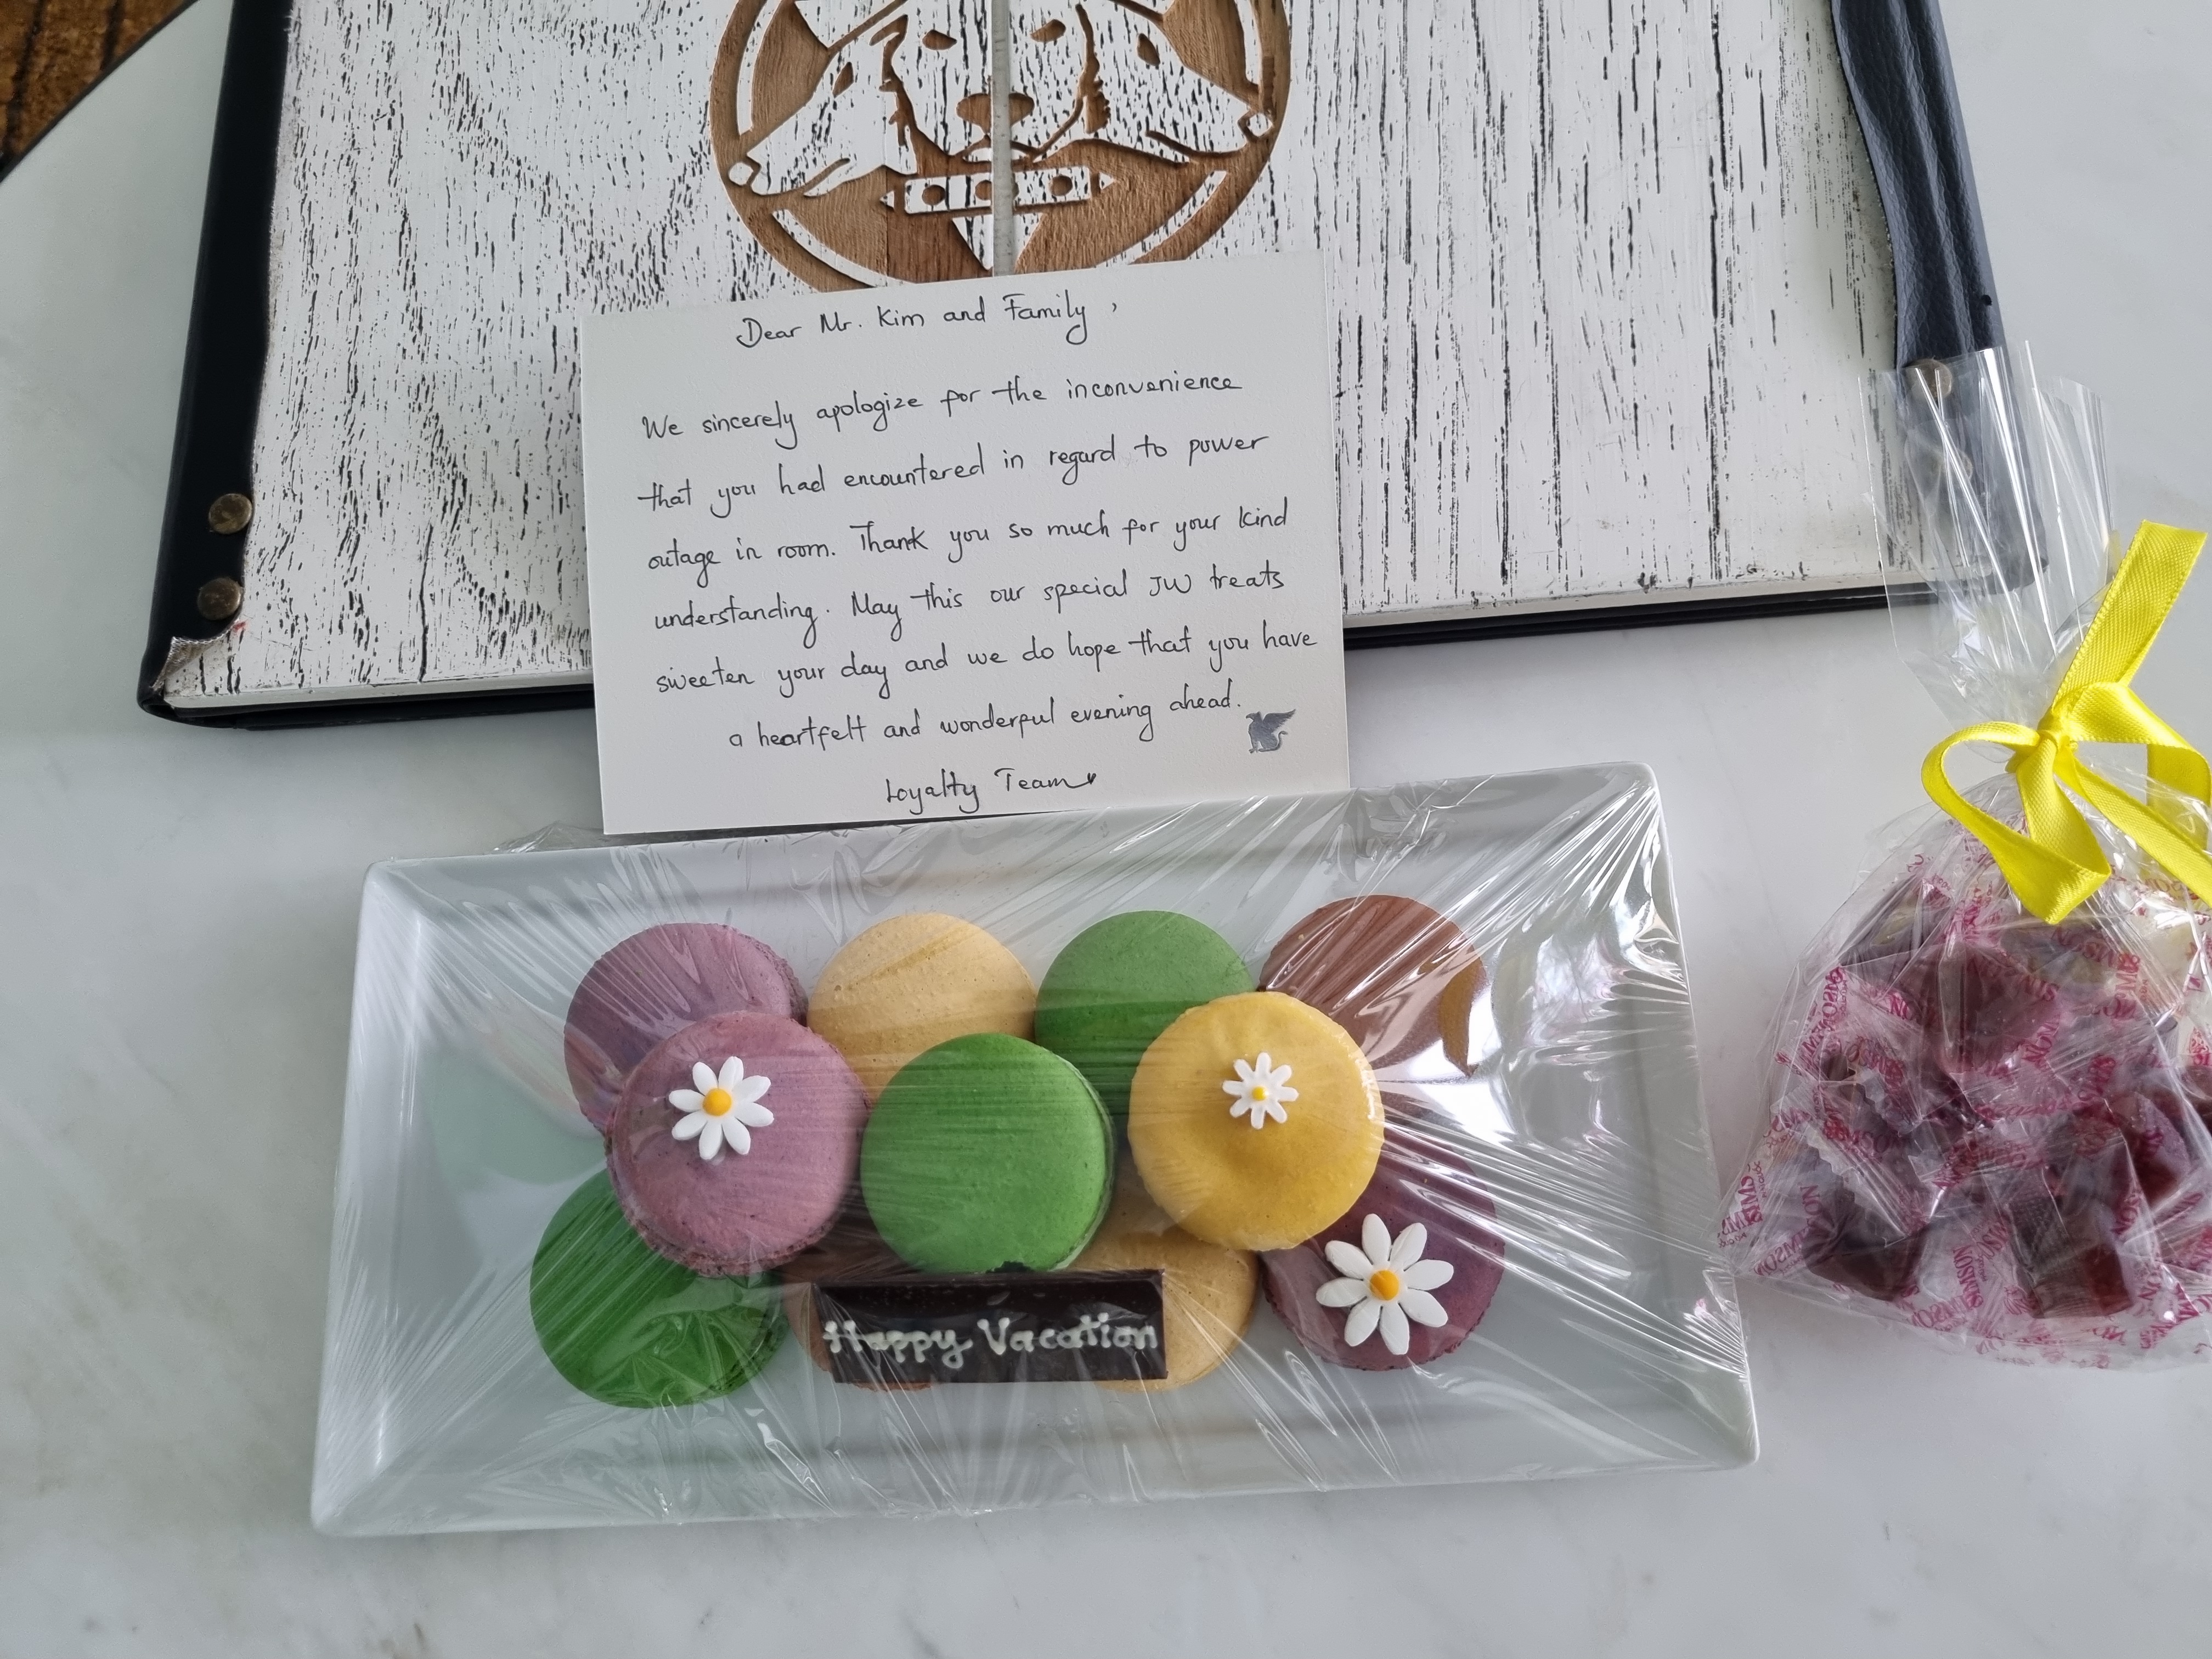 Dear Mr. Kim and Family,
We sincerely apologize for the inconvenience
that you had encountered in regard to power
outage in room. Thank you so much for your kind
understanding. May this our special JW treats
sweeten your day and we do hope that you have
a heartfelt and wonderful evening ahead.
Loyalty Team
Happy Vacation